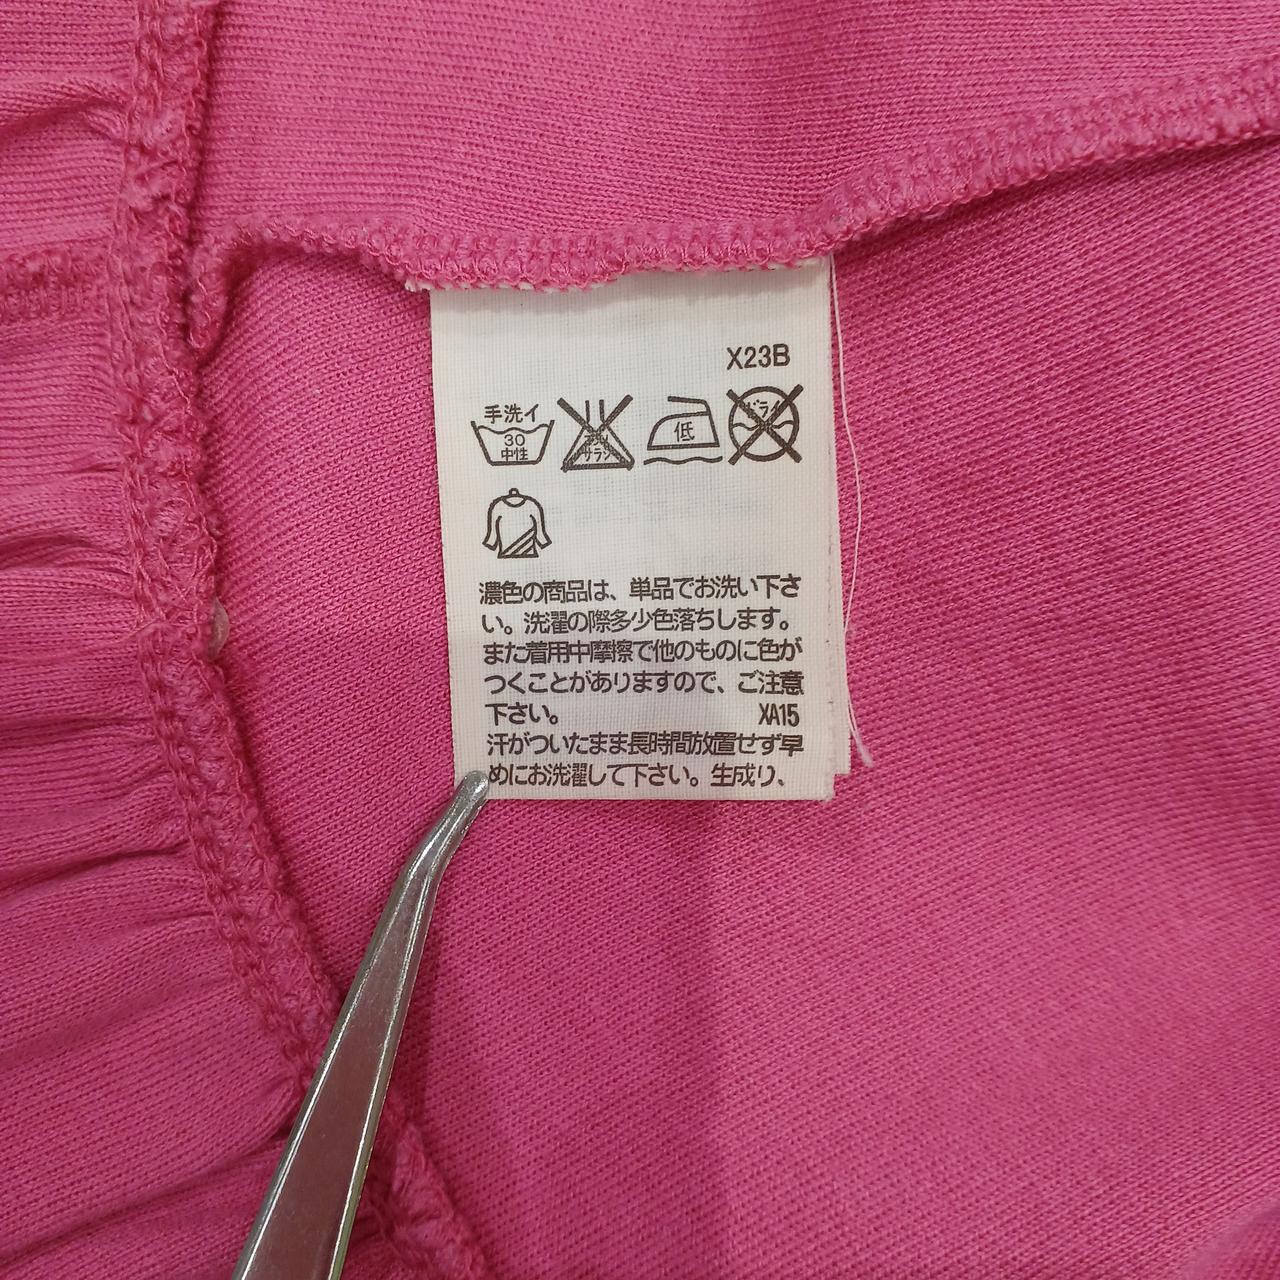 X23B
手洗イ
30
中性
低
ドライ
濃色の商品は、単品でお洗い下さ
い。洗濯の際多少色落ちします。
また着用中摩擦で他のものに色が
つくことがありますので、ご注意
下さい。 XA15
汗がついたまま長時間放置せず早
めにお洗濯して下さい。生成り、